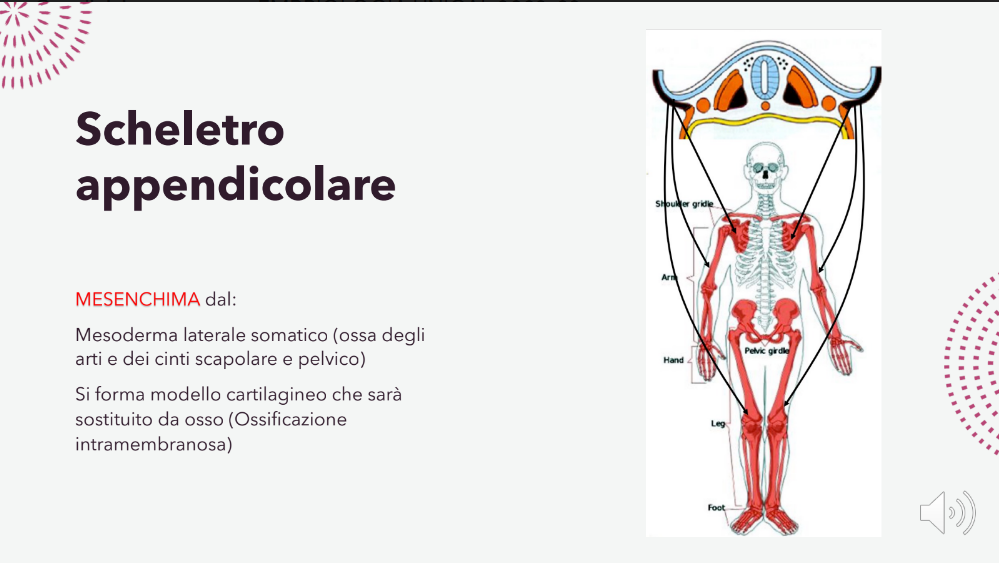 Scheletro
appendicolare
MESENCHIMA dal:
Mesoderma laterale somatico (ossa degli
arti e dei cinti scapolare e pelvico)
Si forma modello cartilagineo che sarà
sostituito da osso (Ossificazione
intramembranosa)
Shoulder gridle
Arm
Hand
Pelvic girdle
Leg
Foot